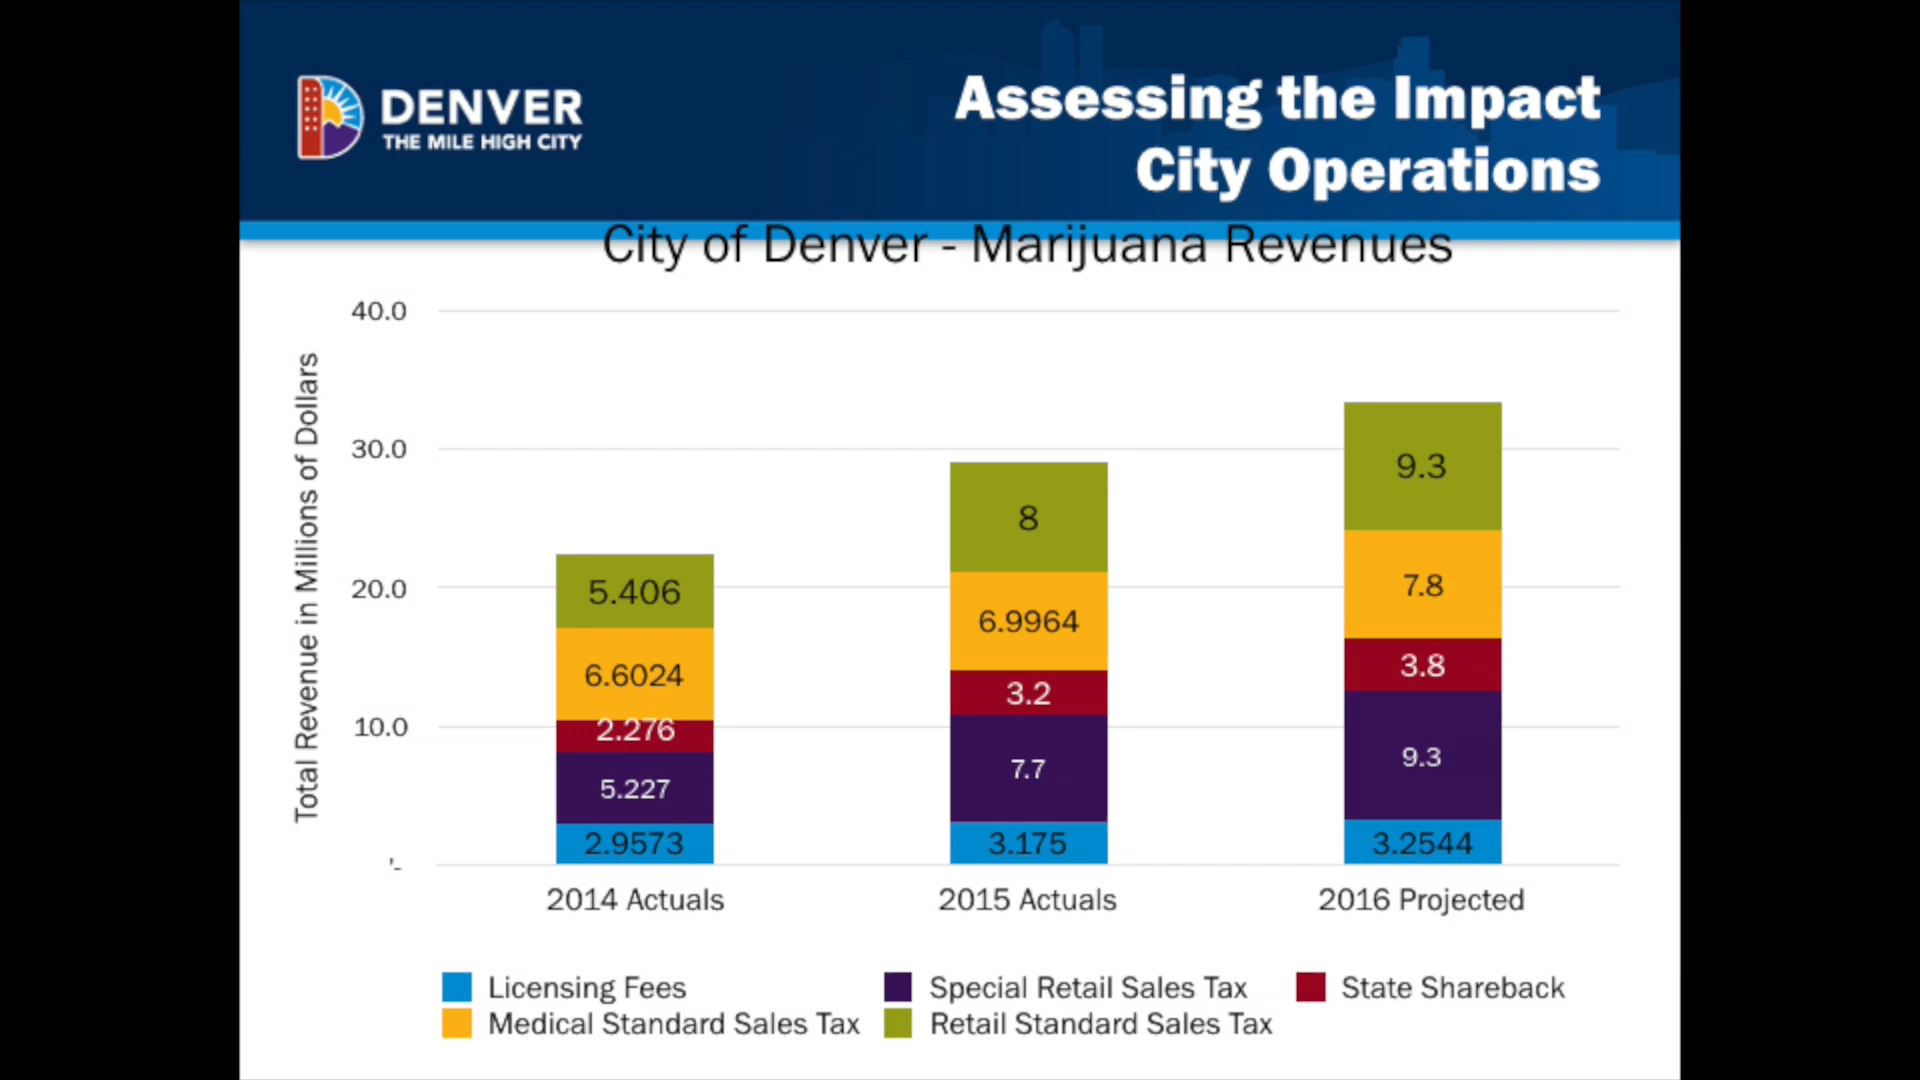 DENVER
THE MILE HIGH CITY
Assessing the Impact
City Operations
City of Denver - Marijuana Revenues
Total Revenue in Millions of Dollars
40.0
30.0
20.0
10.0
'-
5.406
6.6024
2.276
5.227
2.9573
8
6.9964
3.2
7.7
3.175
9.3
7.8
3.8
9.3
3.2544
2014 Actuals
2015 Actuals
2016 Projected
Licensing Fees
Special Retail Sales Tax
State Shareback
Medical Standard Sales Tax
Retail Standard Sales Tax